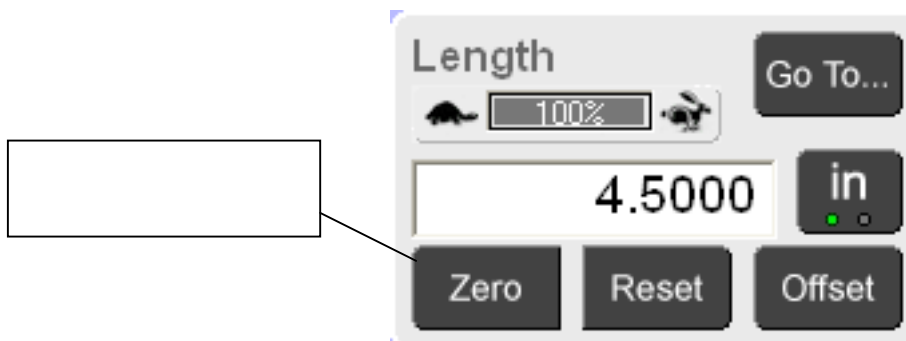 Length
Go To...
100%
4.5000
in
Zero
Reset
Offset